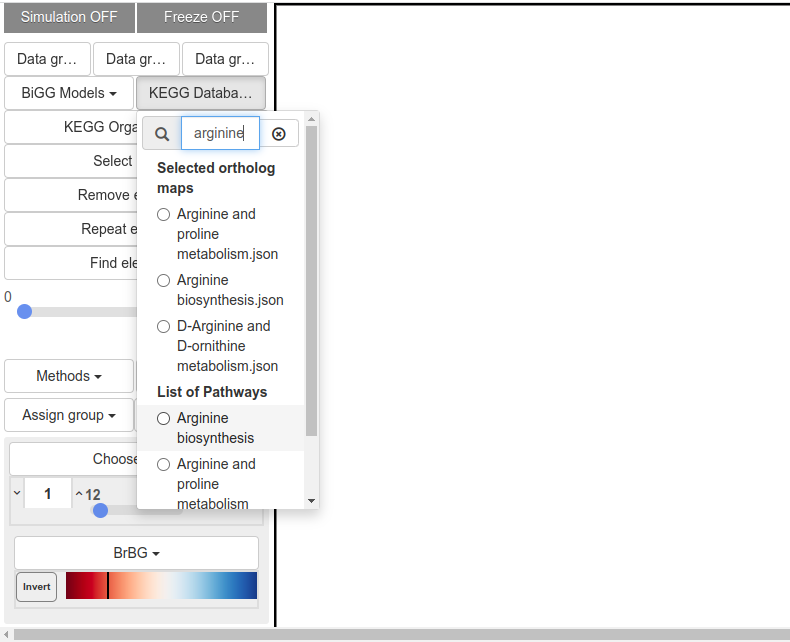 Simulation OFF
Freeze OFF
Data gr…
Data gr…
Data gr…
BiGG Models
KEGG Databa…
KEGG Orga
Select
Remove e
Repeat e
Find ele
arginine
Selected ortholog
maps
Arginine and
proline
metabolism.json
Arginine
biosynthesis.json
D-Arginine and
D-ornithine
metabolism.json
List of Pathways
Arginine
biosynthesis
Arginine and
proline
metabolism
0
Methods
Assign group
Choose
1
12
BrBG
Invert